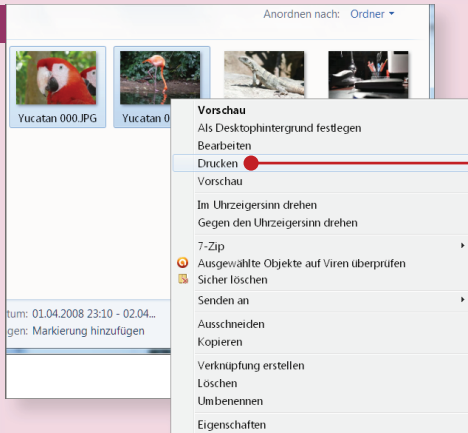 Anordnen nach: Ordner
Yucatan 000.JPG
Yucatan 0
Vorschau
Als Desktophintergrund festlegen
Bearbeiten
Drucken
Vorschau
Im Uhrzeigersinn drehen
Gegen den Uhrzeigersinn drehen
7-Zip
Ausgewählte Objekte auf Viren überprüfen
Sicher löschen
Senden an
Ausschneiden
Kopieren
Verknüpfung erstellen
Löschen
Umbenennen
Eigenschaften
tum: 01.04.2008 23:10 - 02.04...
gen: Markierung hinzufügen